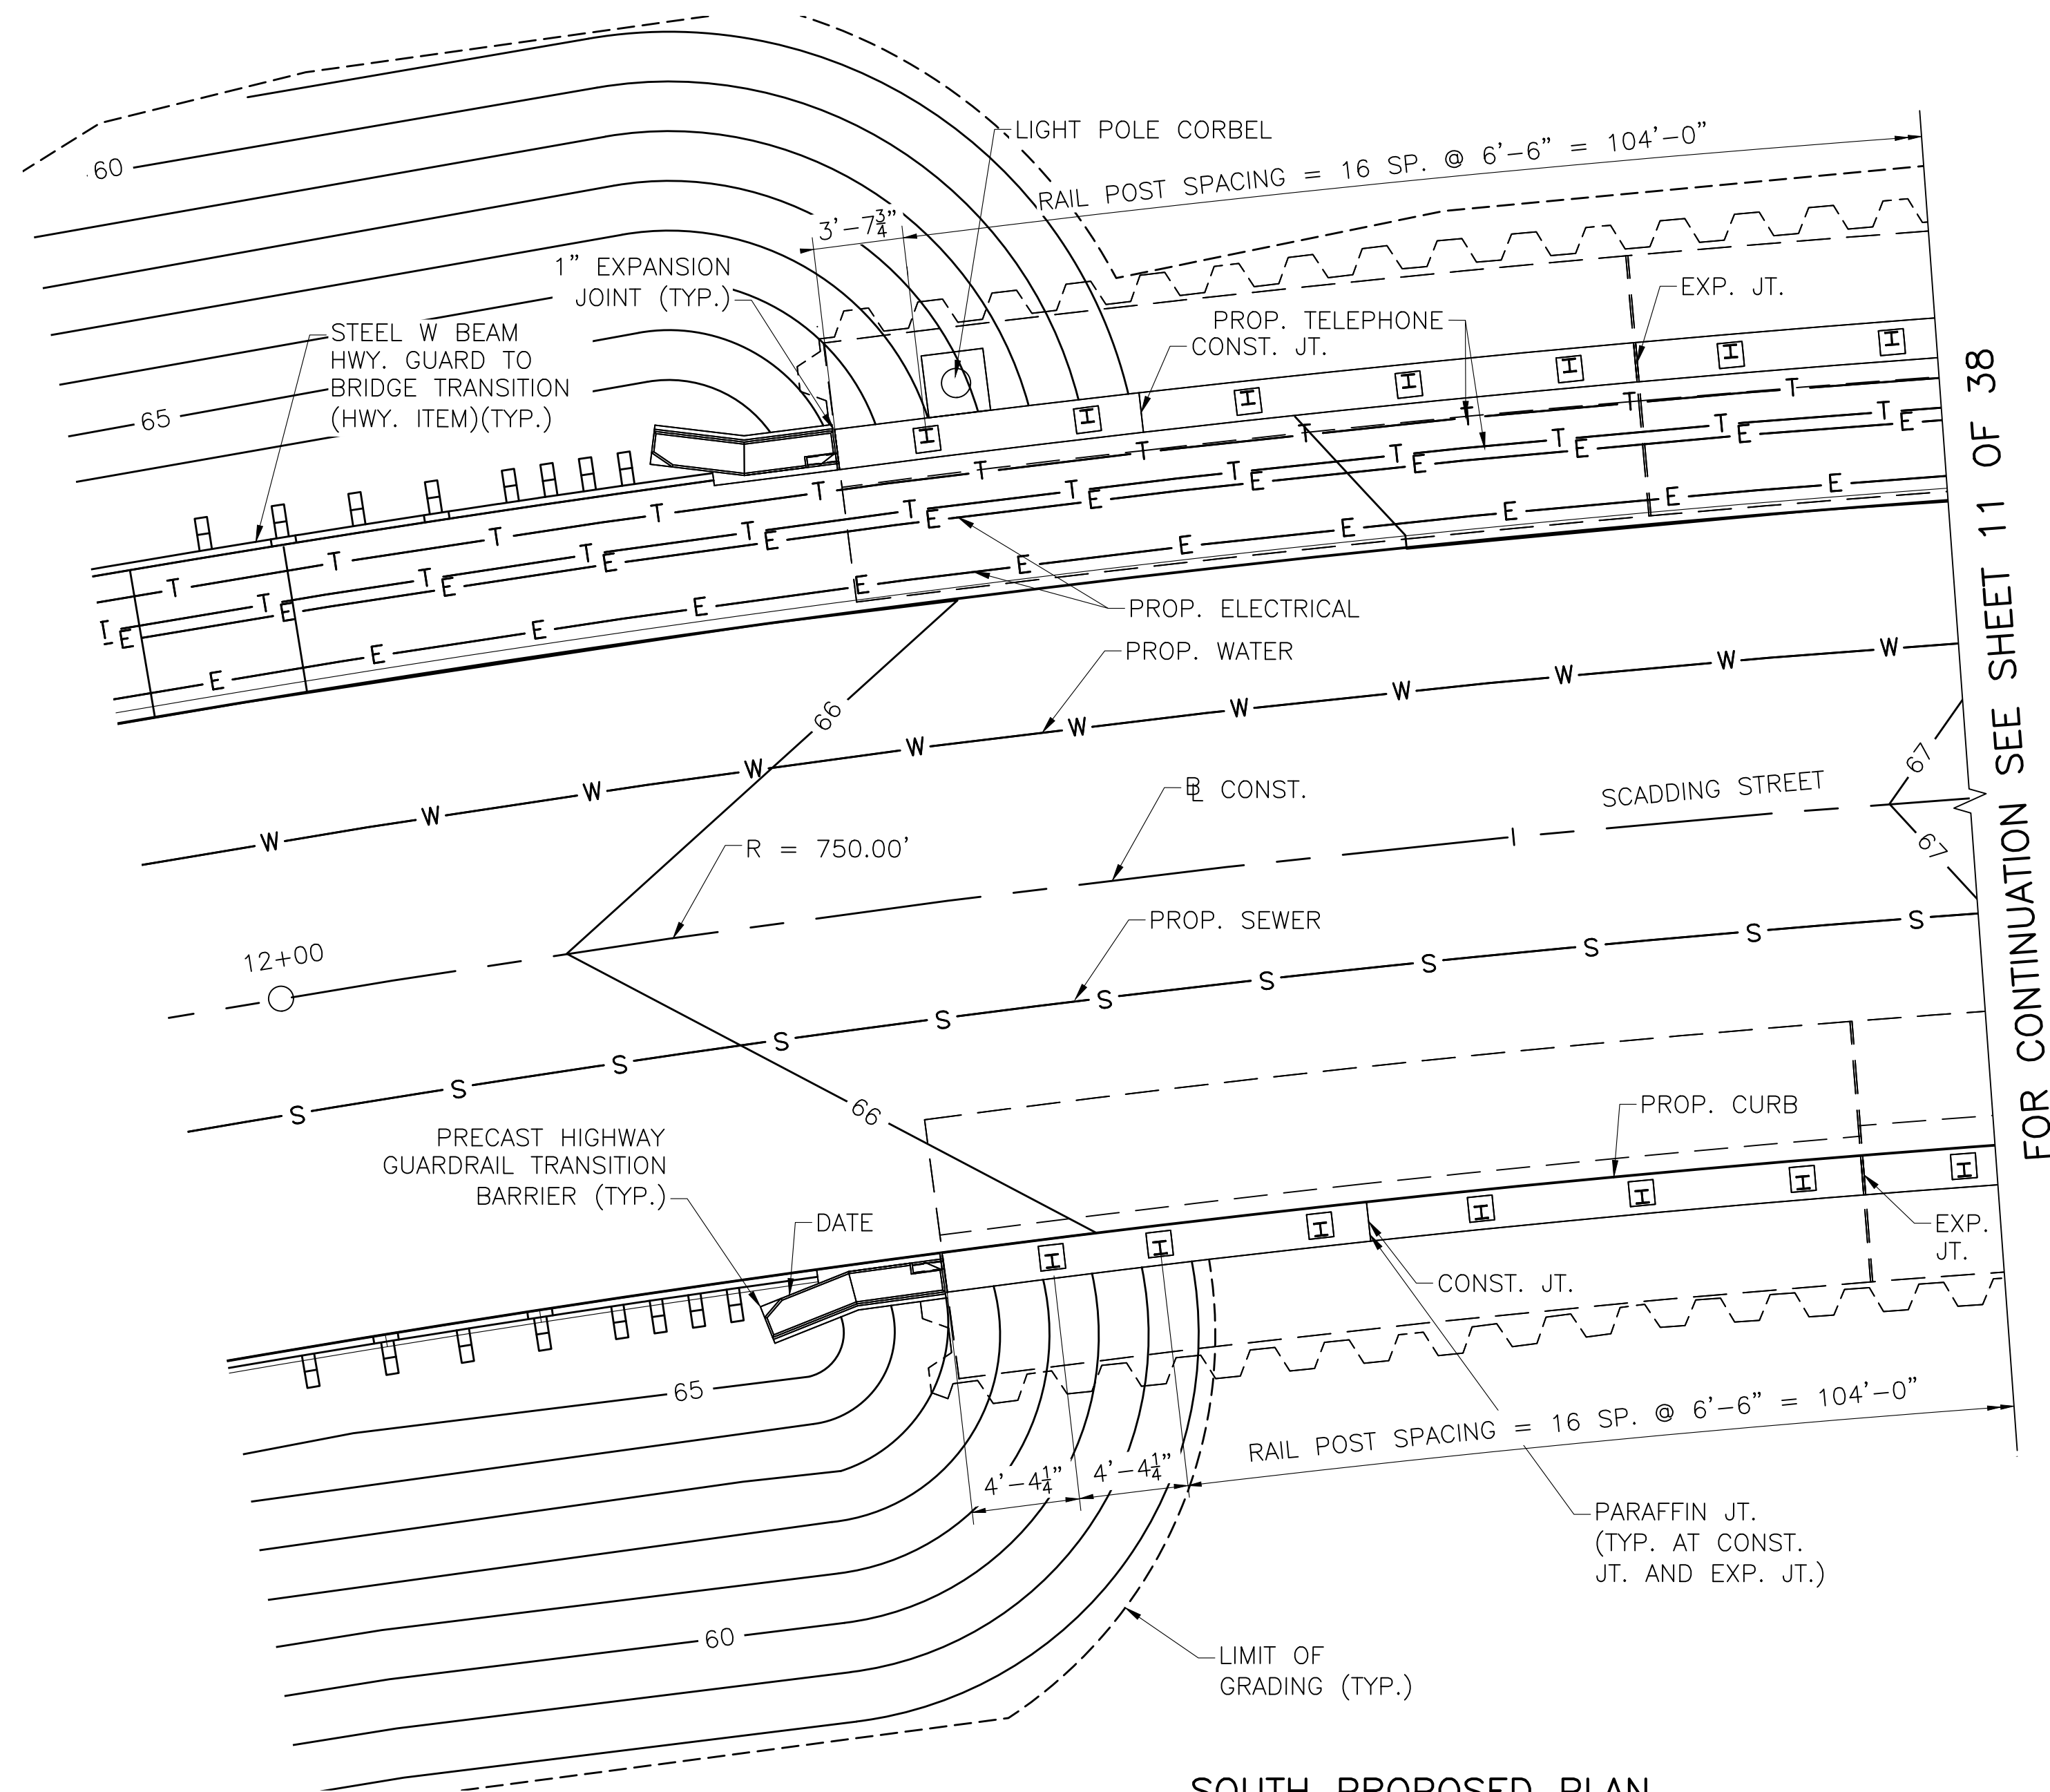 60
LIGHT POLE CORBEL
RAIL POST SPACING = 16 SP. @ 6'-6" = 104'-0"
3'-7¾"
1" EXPANSION
JOINT (TYP.)
EXP. JT.
PROP. TELEPHONE
CONST. JT.
STEEL W BEAM
HWY. GUARD TO
BRIDGE TRANSITION
(HWY. ITEM)(TYP.)
65
T T T T T T T T T T T
T T T T T T T T T T T T
E E E E E E E E E E E E
E E E E E E E E E E E
PROP. ELECTRICAL
PROP. WATER
66
W W W W W W W W W W W
67
SCADDING STREET
℄ CONST.
R = 750.00'
67
PROP. SEWER
12+00
S S S S S S S S S S S
66
PROP. CURB
PRECAST HIGHWAY
GUARDRAIL TRANSITION
BARRIER (TYP.)
DATE
EXP.
JT.
CONST. JT.
65
RAIL POST SPACING = 16 SP. @ 6'-6" = 104'-0"
4'-4¼"
4'-4¼"
PARAFFIN JT.
(TYP. AT CONST.
JT. AND EXP. JT.)
60
LIMIT OF
GRADING (TYP.)
FOR CONTINUATION SEE SHEET 11 OF 38
SOUTH PROPOSED PLAN